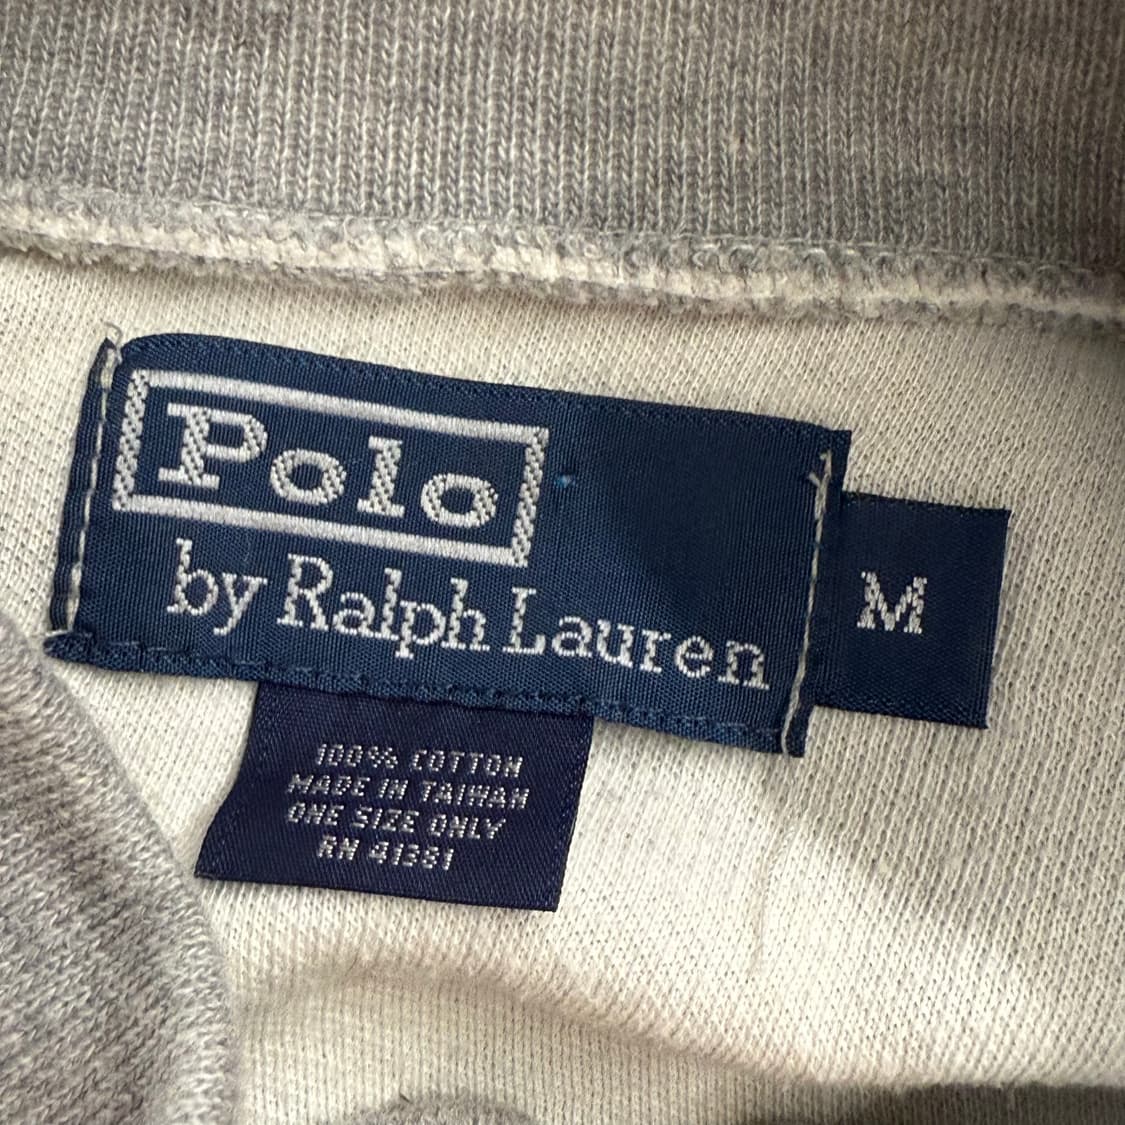 Polo
by Ralph Lauren
M
100% COTTON
MADE IN TAIWAN
ONE SIZE ONLY
RN 41381